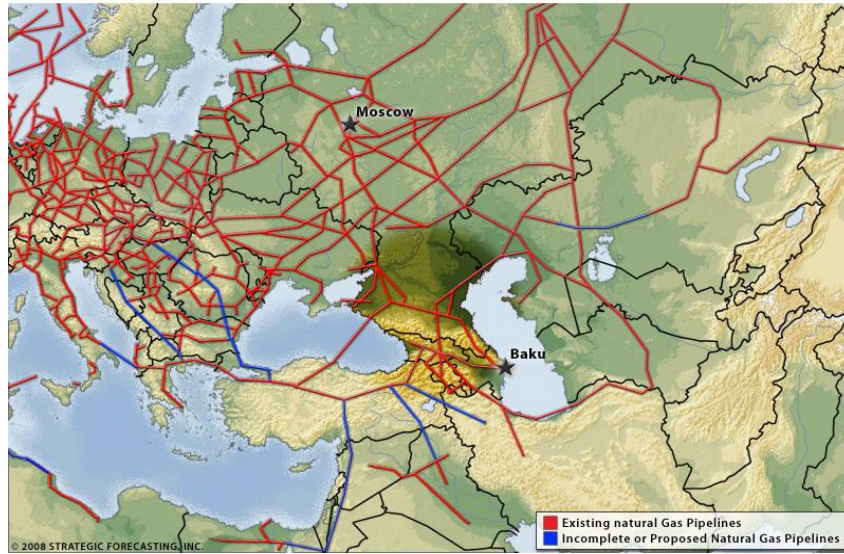 Moscow
Baku
Existing natural Gas Pipelines
Incomplete or Proposed Natural Gas Pipelines
© 2008 STRATEGIC FORECASTING, INC.